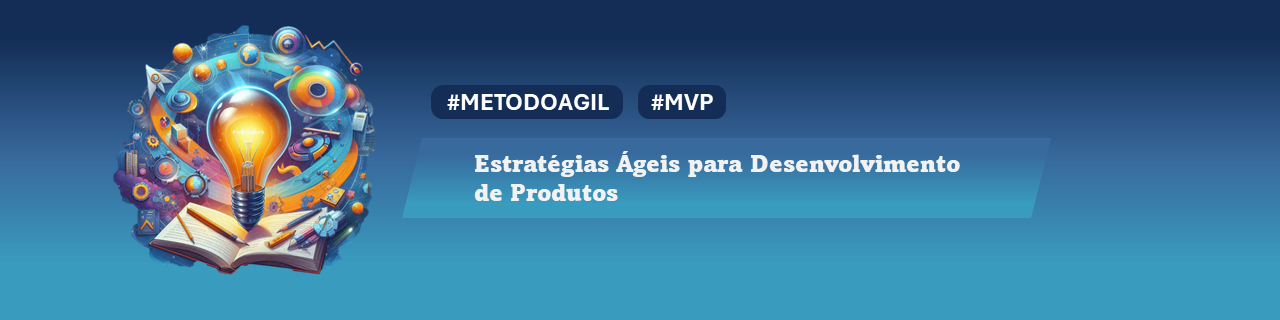 #METODOAGIL #MVP
Estratégias Ágeis para Desenvolvimento
de Produtos